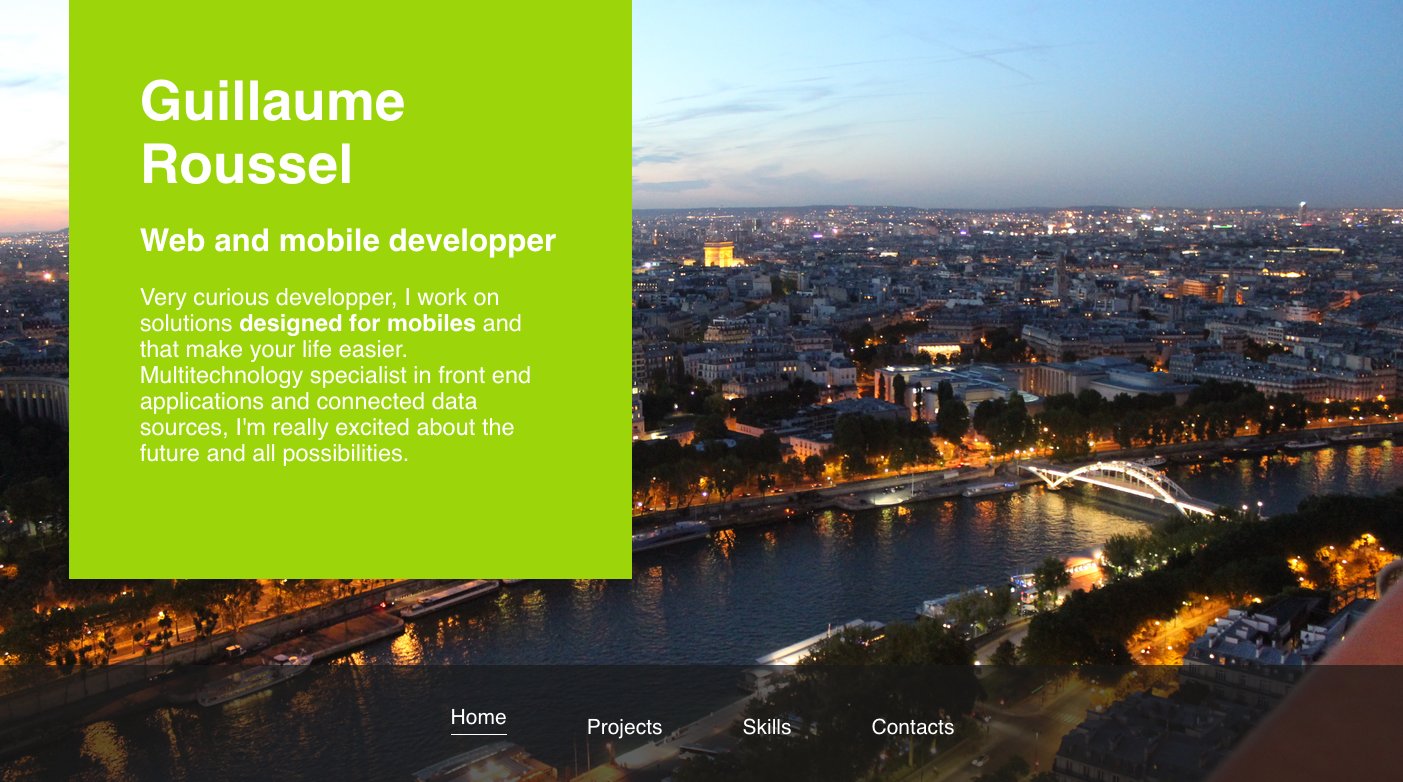 Guillaume
Roussel
Web and mobile developper
Very curious developper, I work on
solutions designed for mobiles and
that make your life easier.
Multitechnology specialist in front end
applications and connected data
sources, I'm really excited about the
future and all possibilities.
Home
Projects
Skills
Contacts